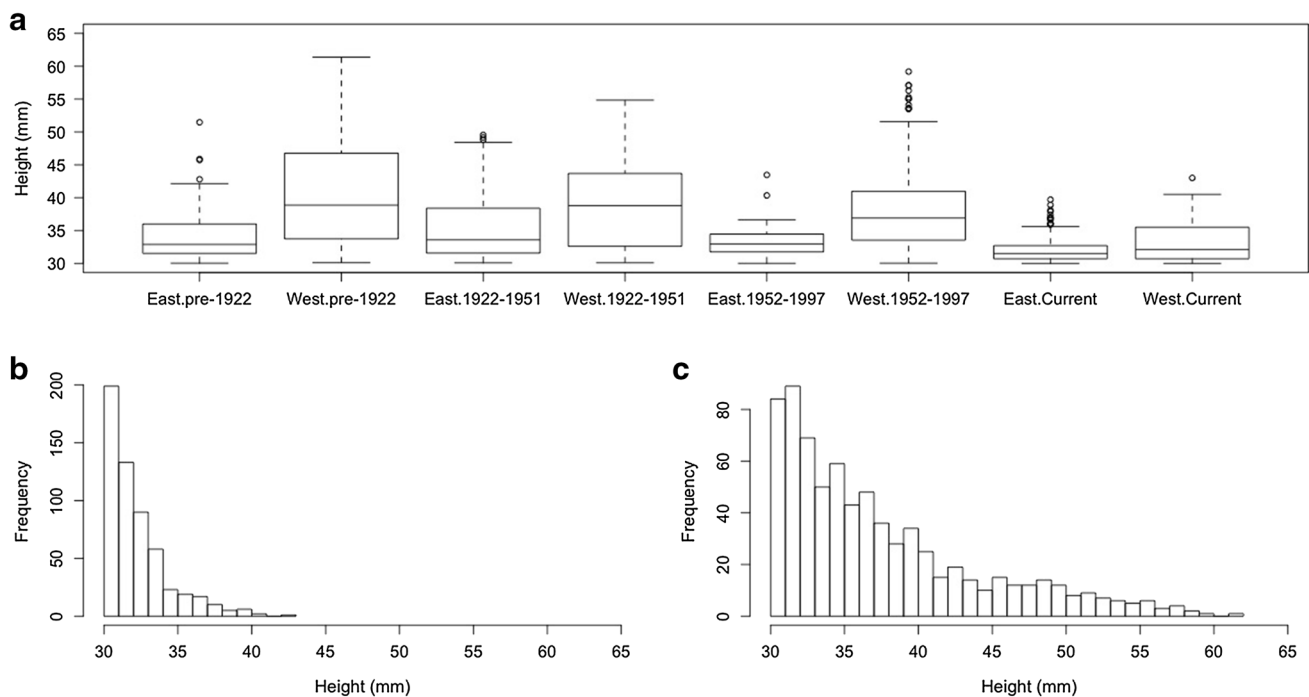 a
65
60
55
50
45
40
35
30
Height (mm)
East.pre-1922 West.pre-1922 East.1922-1951 West.1922-1951 East.1952-1997 West.1952-1997 East.Current West.Current
b
200
150
100
50
0
Frequency
30 35 40 45 50 55 60 65
Height (mm)
c
80
60
40
20
0
Frequency
30 35 40 45 50 55 60 65
Height (mm)